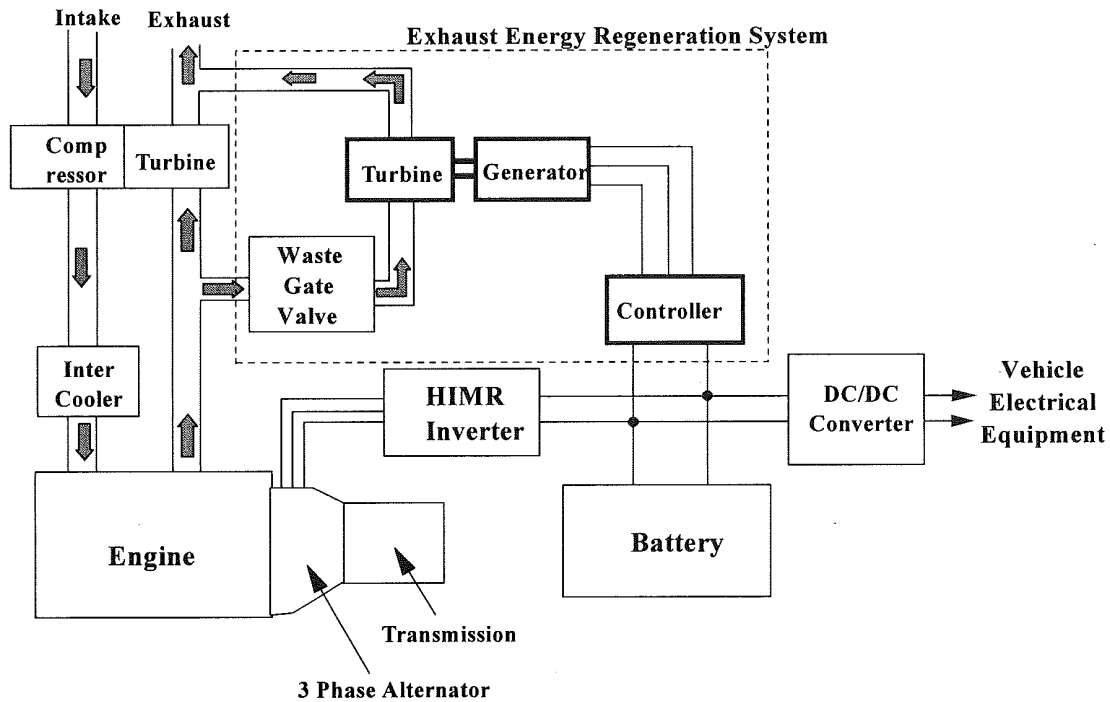 Intake
Exhaust
Exhaust Energy Regeneration System
Comp
ressor
Turbine
Turbine
Generator
Waste
Gate
Valve
Controller
Inter
Cooler
HIMR
Inverter
DC/DC
Converter
Vehicle
Electrical
Equipment
Engine
Battery
Transmission
3 Phase Alternator